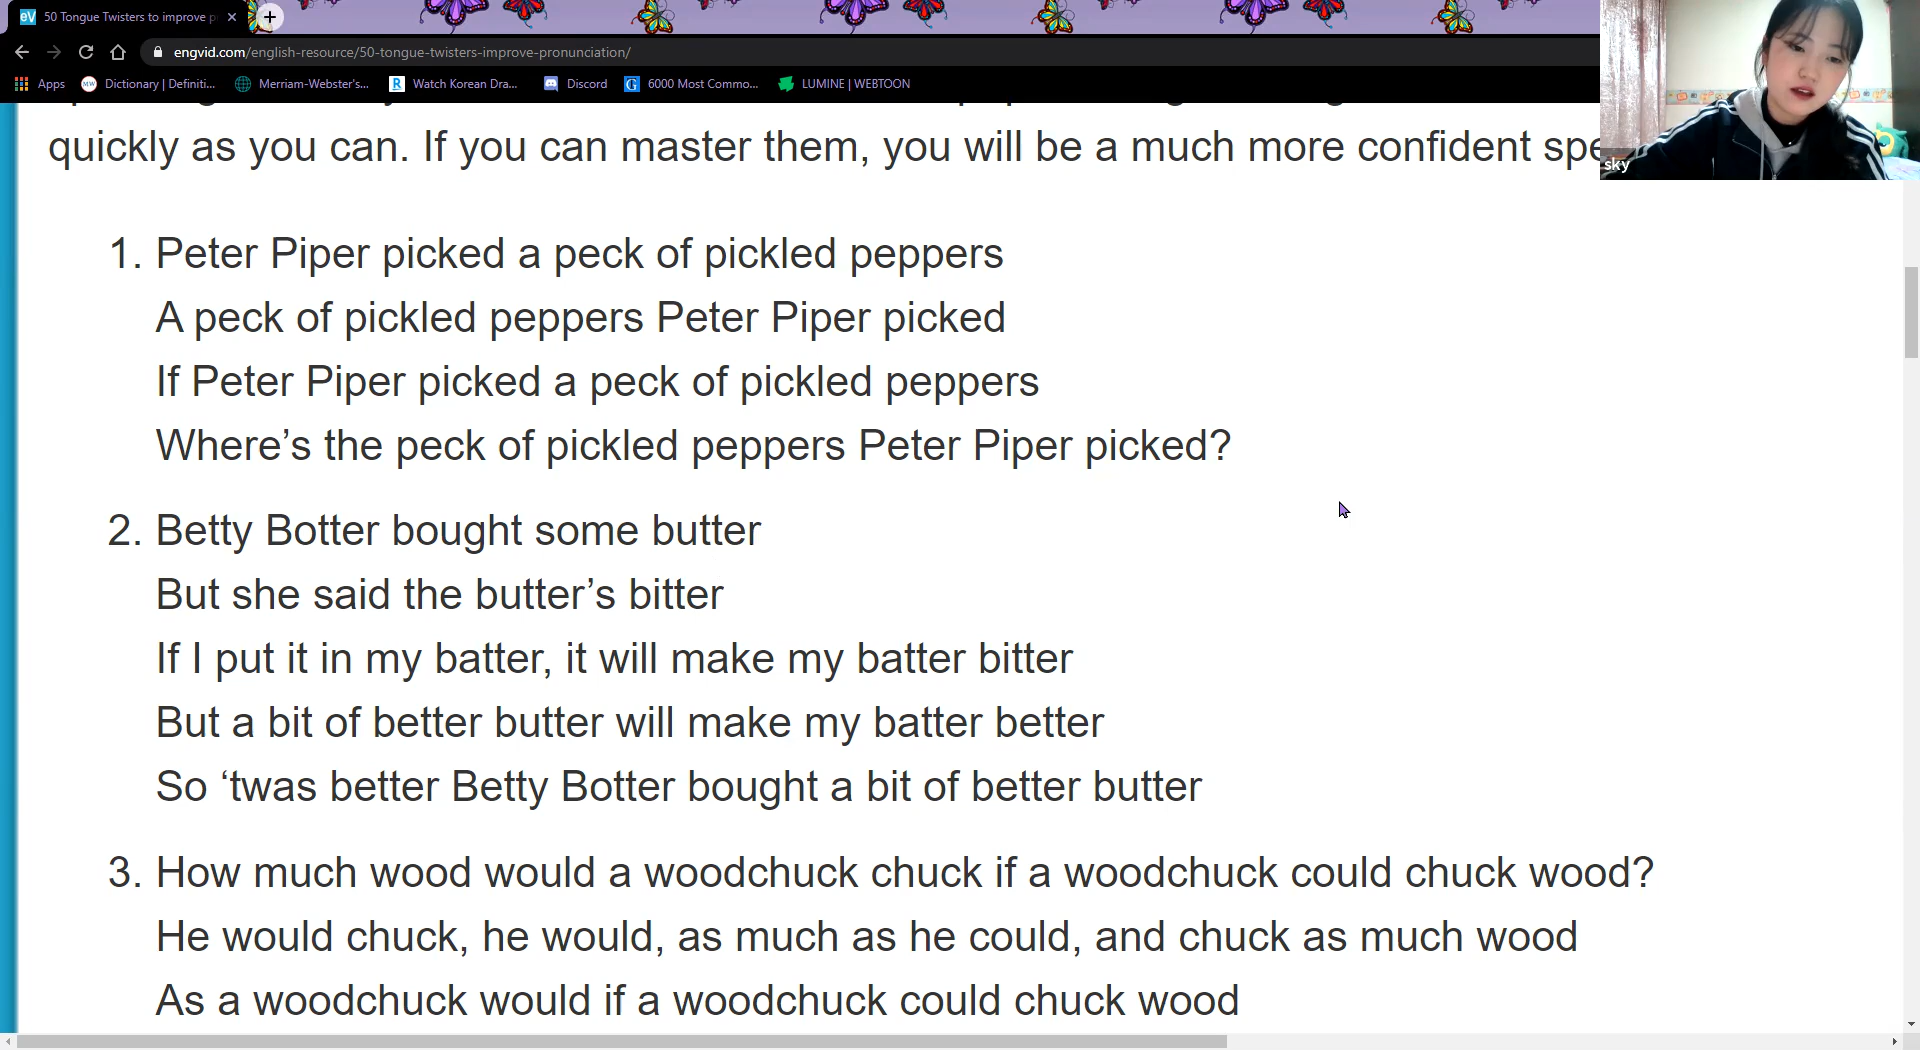 50 Tongue Twisters to improve p
engvid.com/english-resource/50-tongue-twisters-improve-pronunciation/
Apps Dictionary | Definiti... Merriam-Webster's... Watch Korean Dra... Discord 6000 Most Commo... LUMINE | WEBTOON
quickly as you can. If you can master them, you will be a much more confident spe
sky
1. Peter Piper picked a peck of pickled peppers
A peck of pickled peppers Peter Piper picked
If Peter Piper picked a peck of pickled peppers
Where’s the peck of pickled peppers Peter Piper picked?
2. Betty Botter bought some butter
But she said the butter’s bitter
If I put it in my batter, it will make my batter bitter
But a bit of better butter will make my batter better
So ‘twas better Betty Botter bought a bit of better butter
3. How much wood would a woodchuck chuck if a woodchuck could chuck wood?
He would chuck, he would, as much as he could, and chuck as much wood
As a woodchuck would if a woodchuck could chuck wood